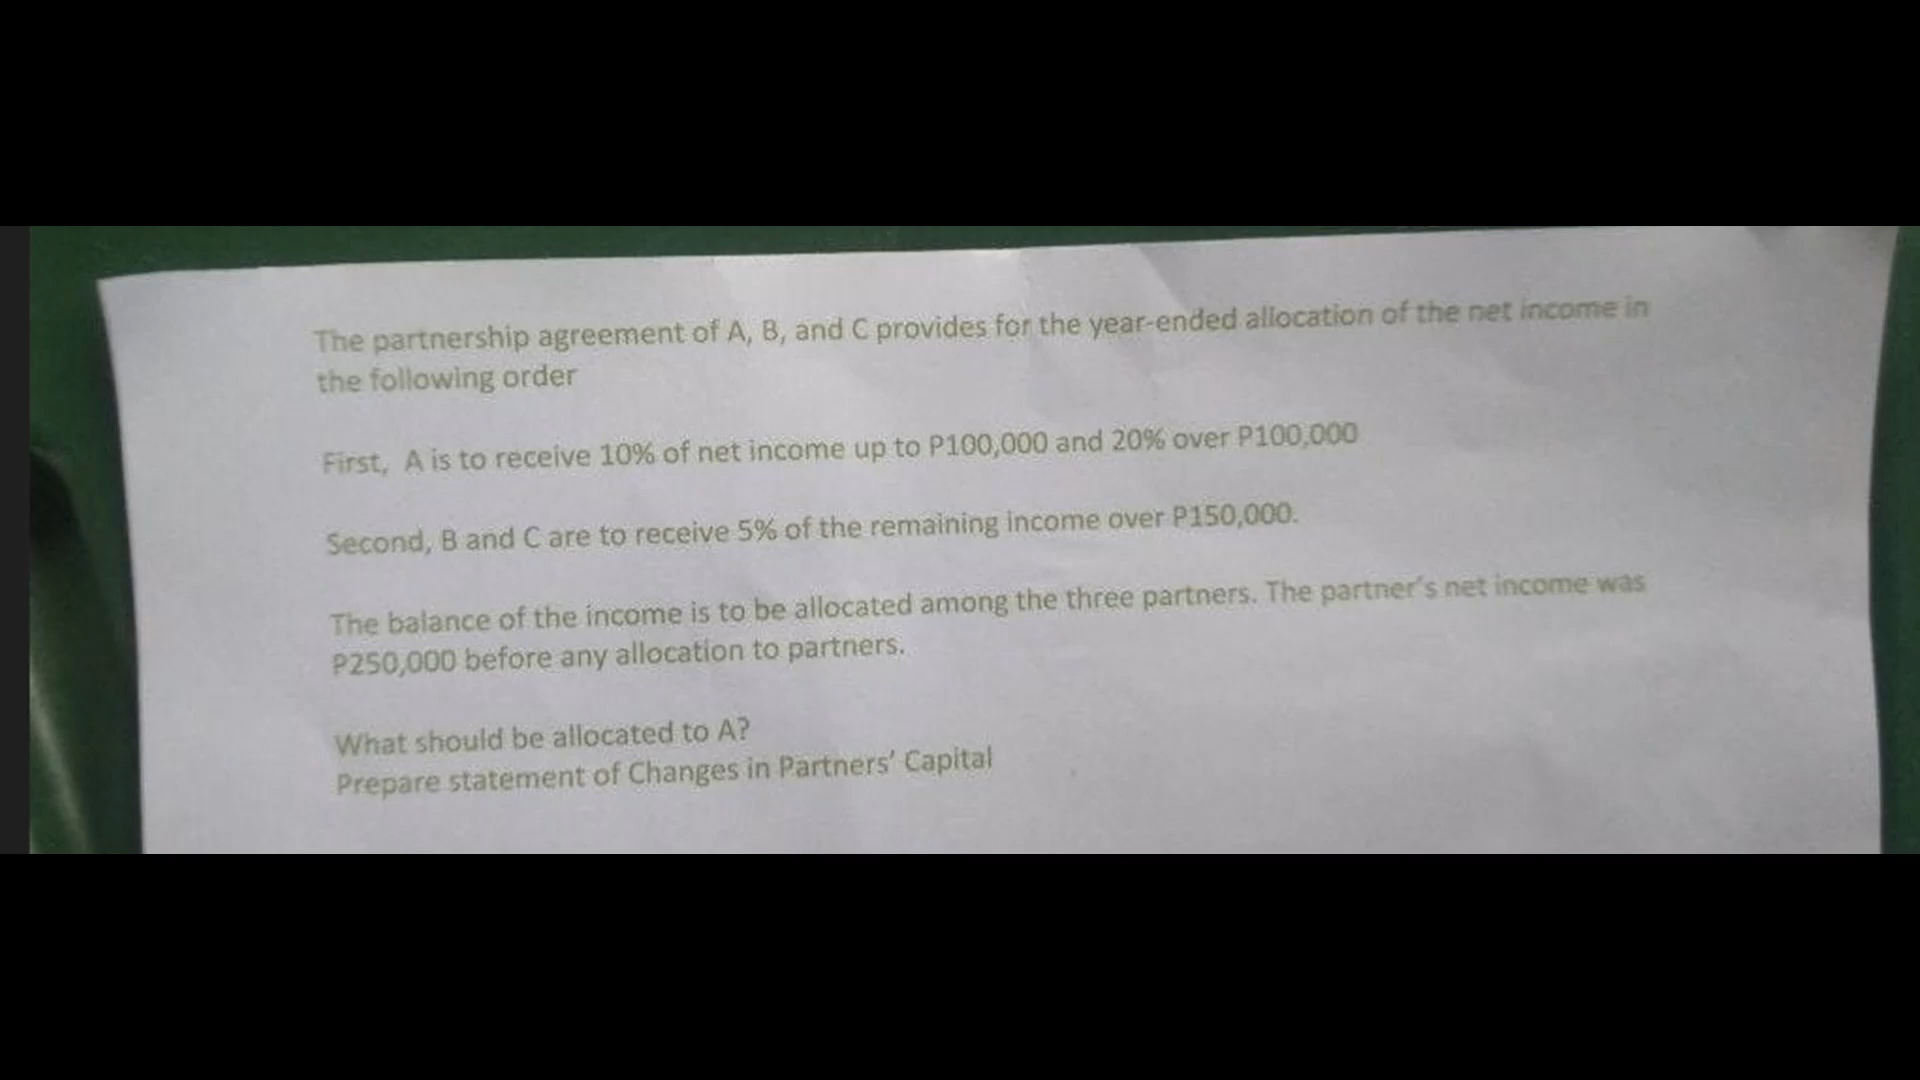 The partnership agreement of A, B, and C provides for the year-ended allocation of the net income in
the following order
First, A is to receive 10% of net income up to P100,000 and 20% over P100,000
Second, B and C are to receive 5% of the remaining income over P150,000.
The balance of the income is to be allocated among the three partners. The partner's net income was
P250,000 before any allocation to partners.
What should be allocated to A?
Prepare statement of Changes in Partners' Capital